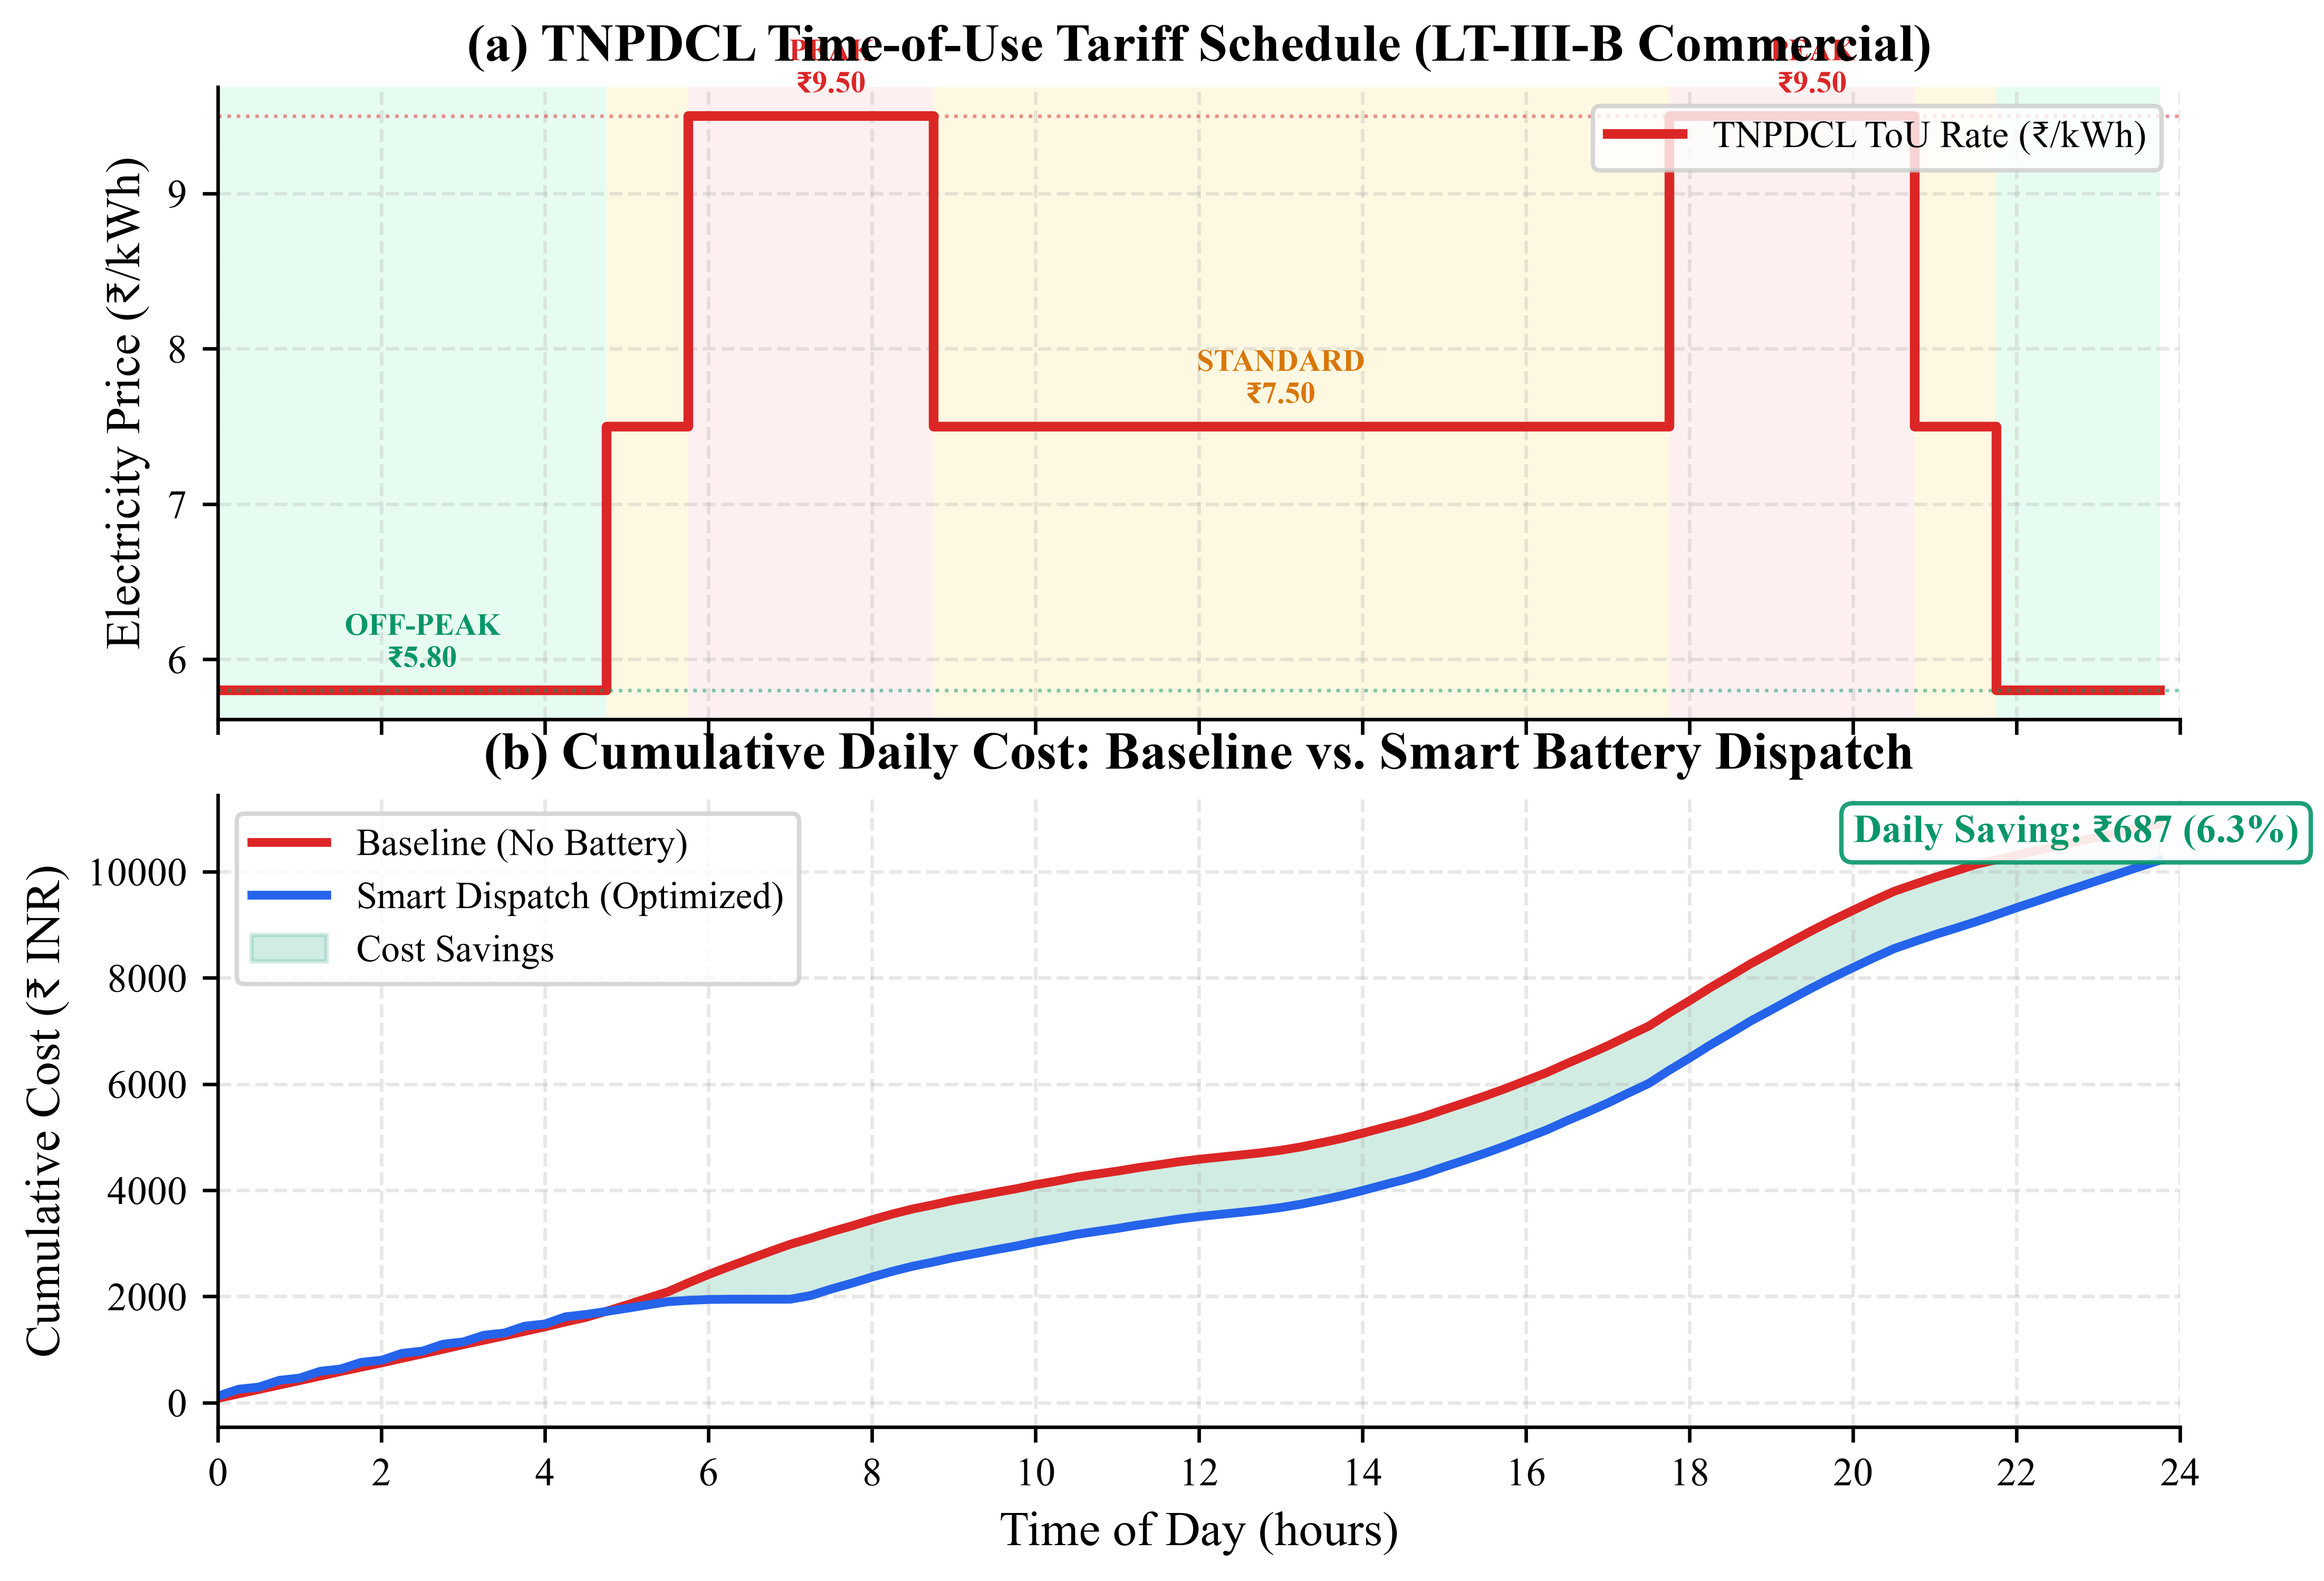 (a) TNPDCL Time-of-Use Tariff Schedule (LT-III-B Commercial)
PEAK
₹9.50
PEAK
₹9.50
TNPDCL ToU Rate (₹/kWh)
Electricity Price (₹/kWh)
9
8
7
6
STANDARD
₹7.50
OFF-PEAK
₹5.80
(b) Cumulative Daily Cost: Baseline vs. Smart Battery Dispatch
Baseline (No Battery)
Smart Dispatch (Optimized)
Cost Savings
Daily Saving: ₹687 (6.3%)
Cumulative Cost (₹ INR)
10000
8000
6000
4000
2000
0
0 2 4 6 8 10 12 14 16 18 20 22 24
Time of Day (hours)